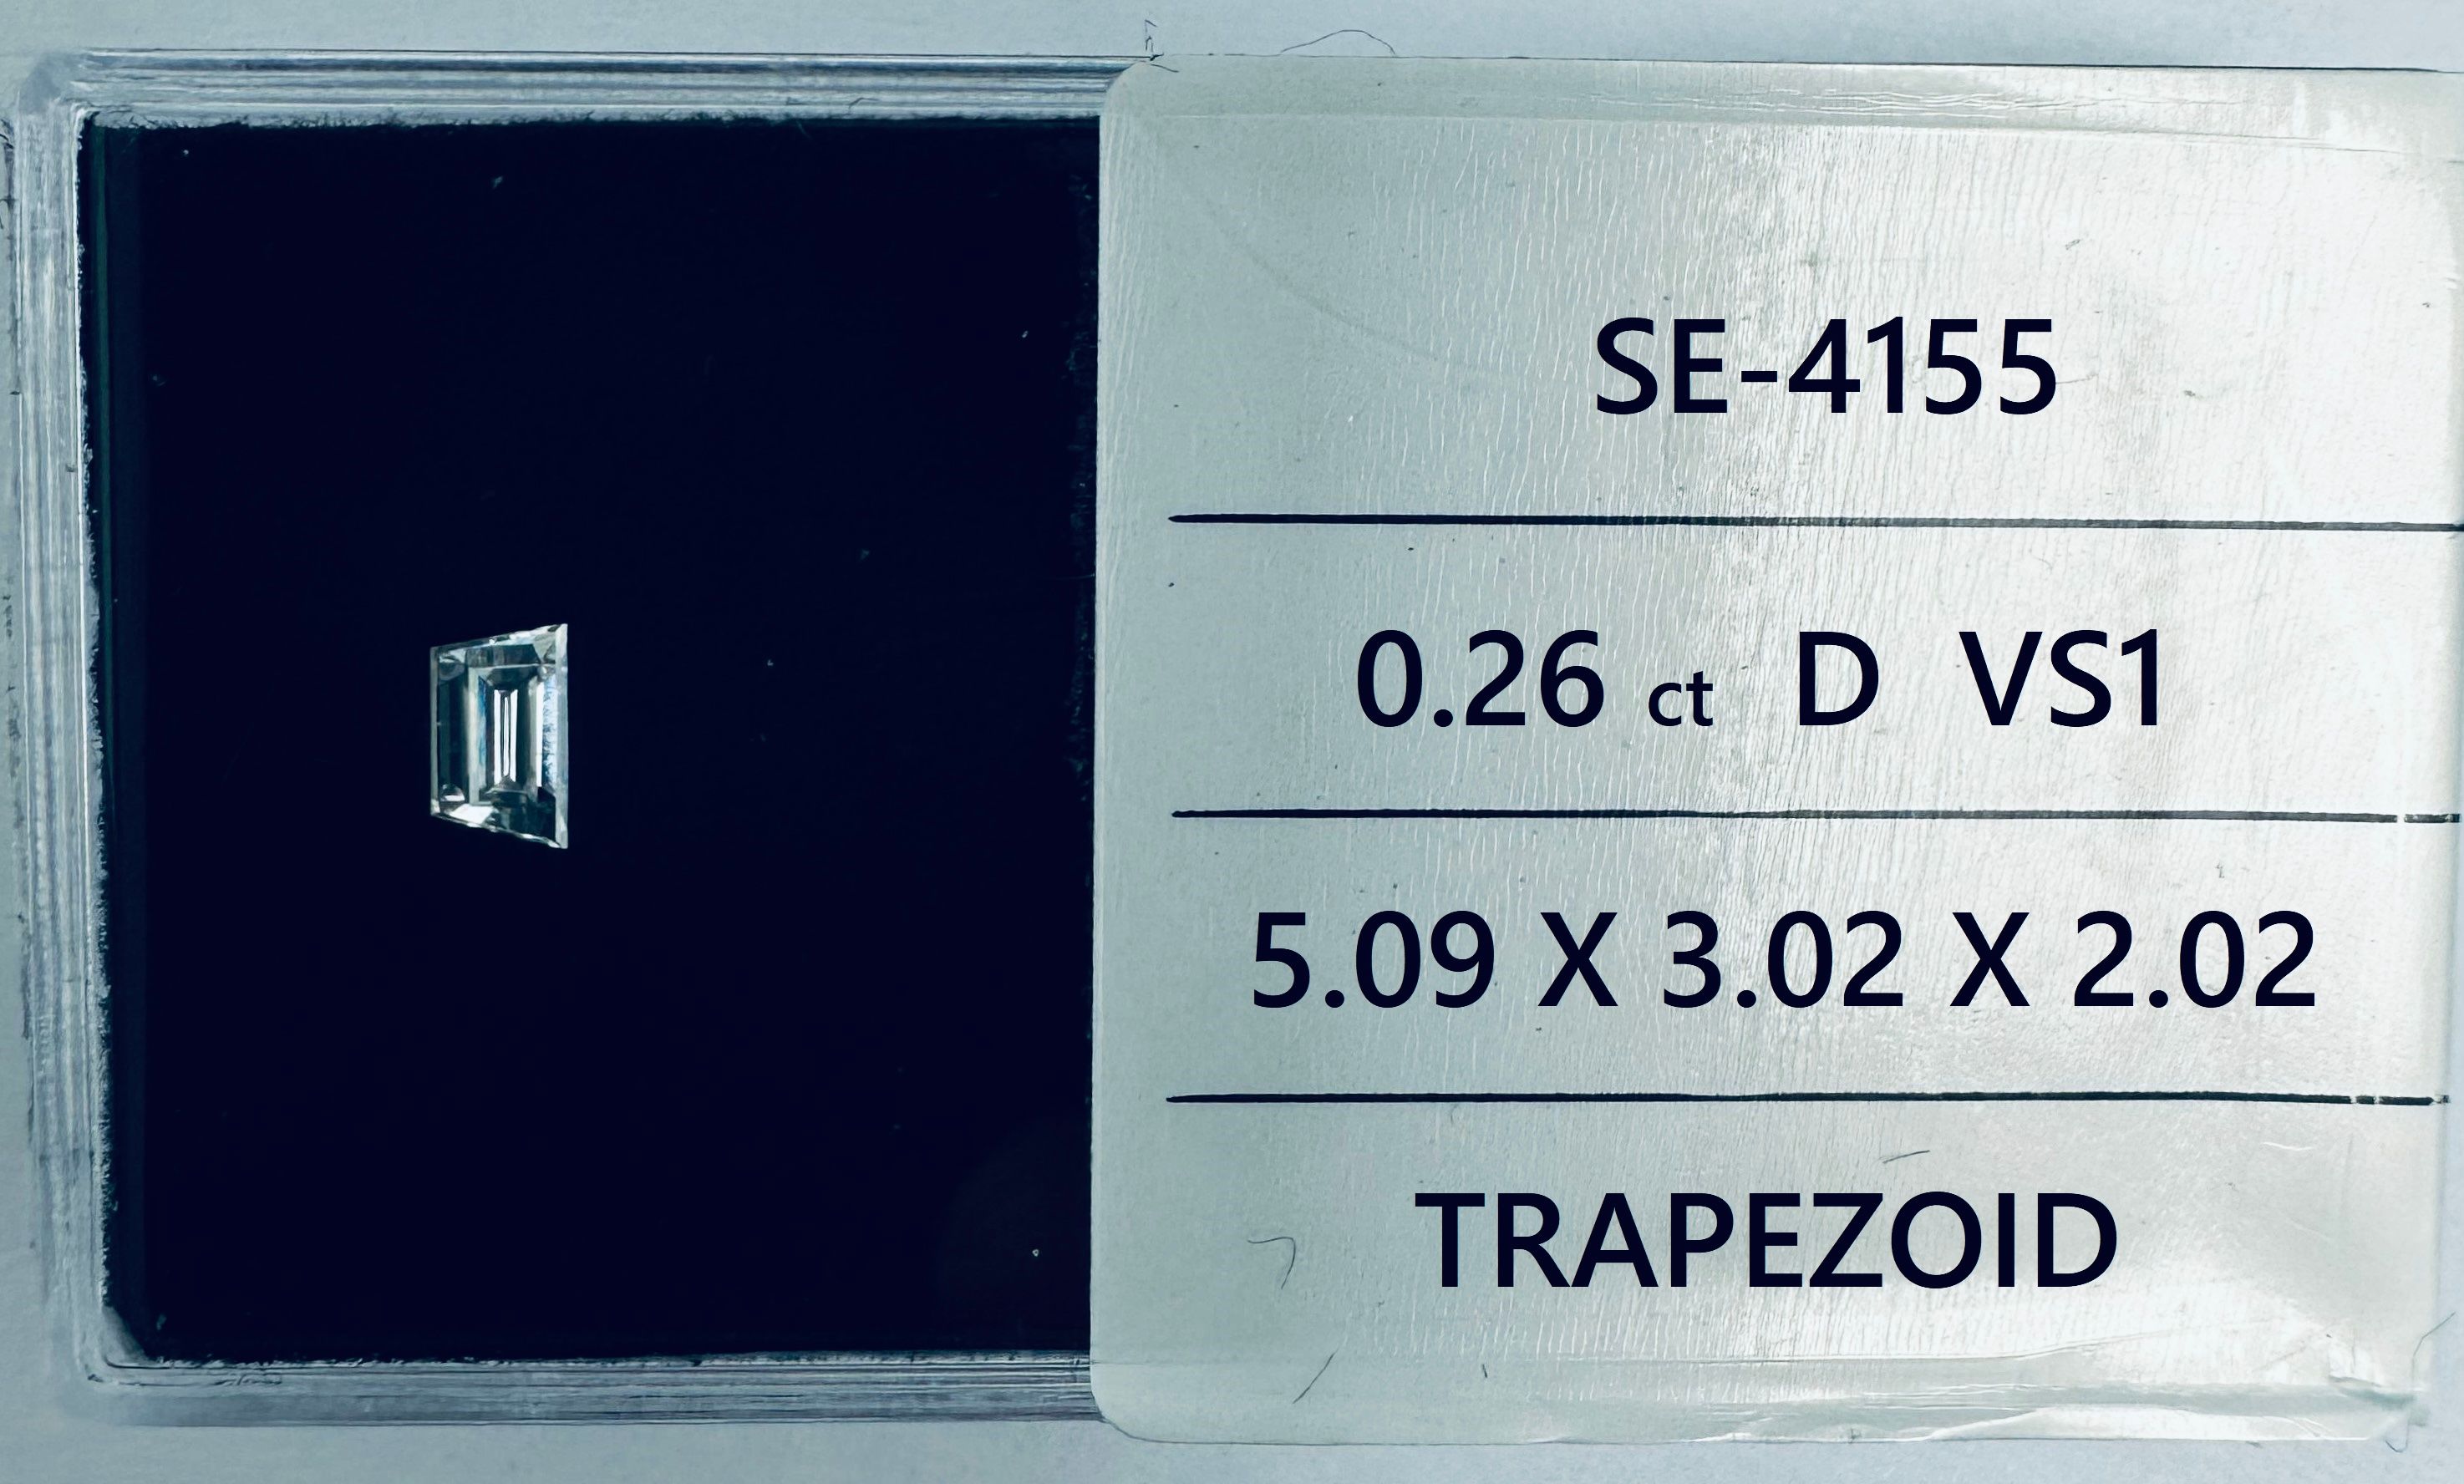 SE-4155
0.26 ct D VS1
5.09 X 3.02 X 2.02
TRAPEZOID